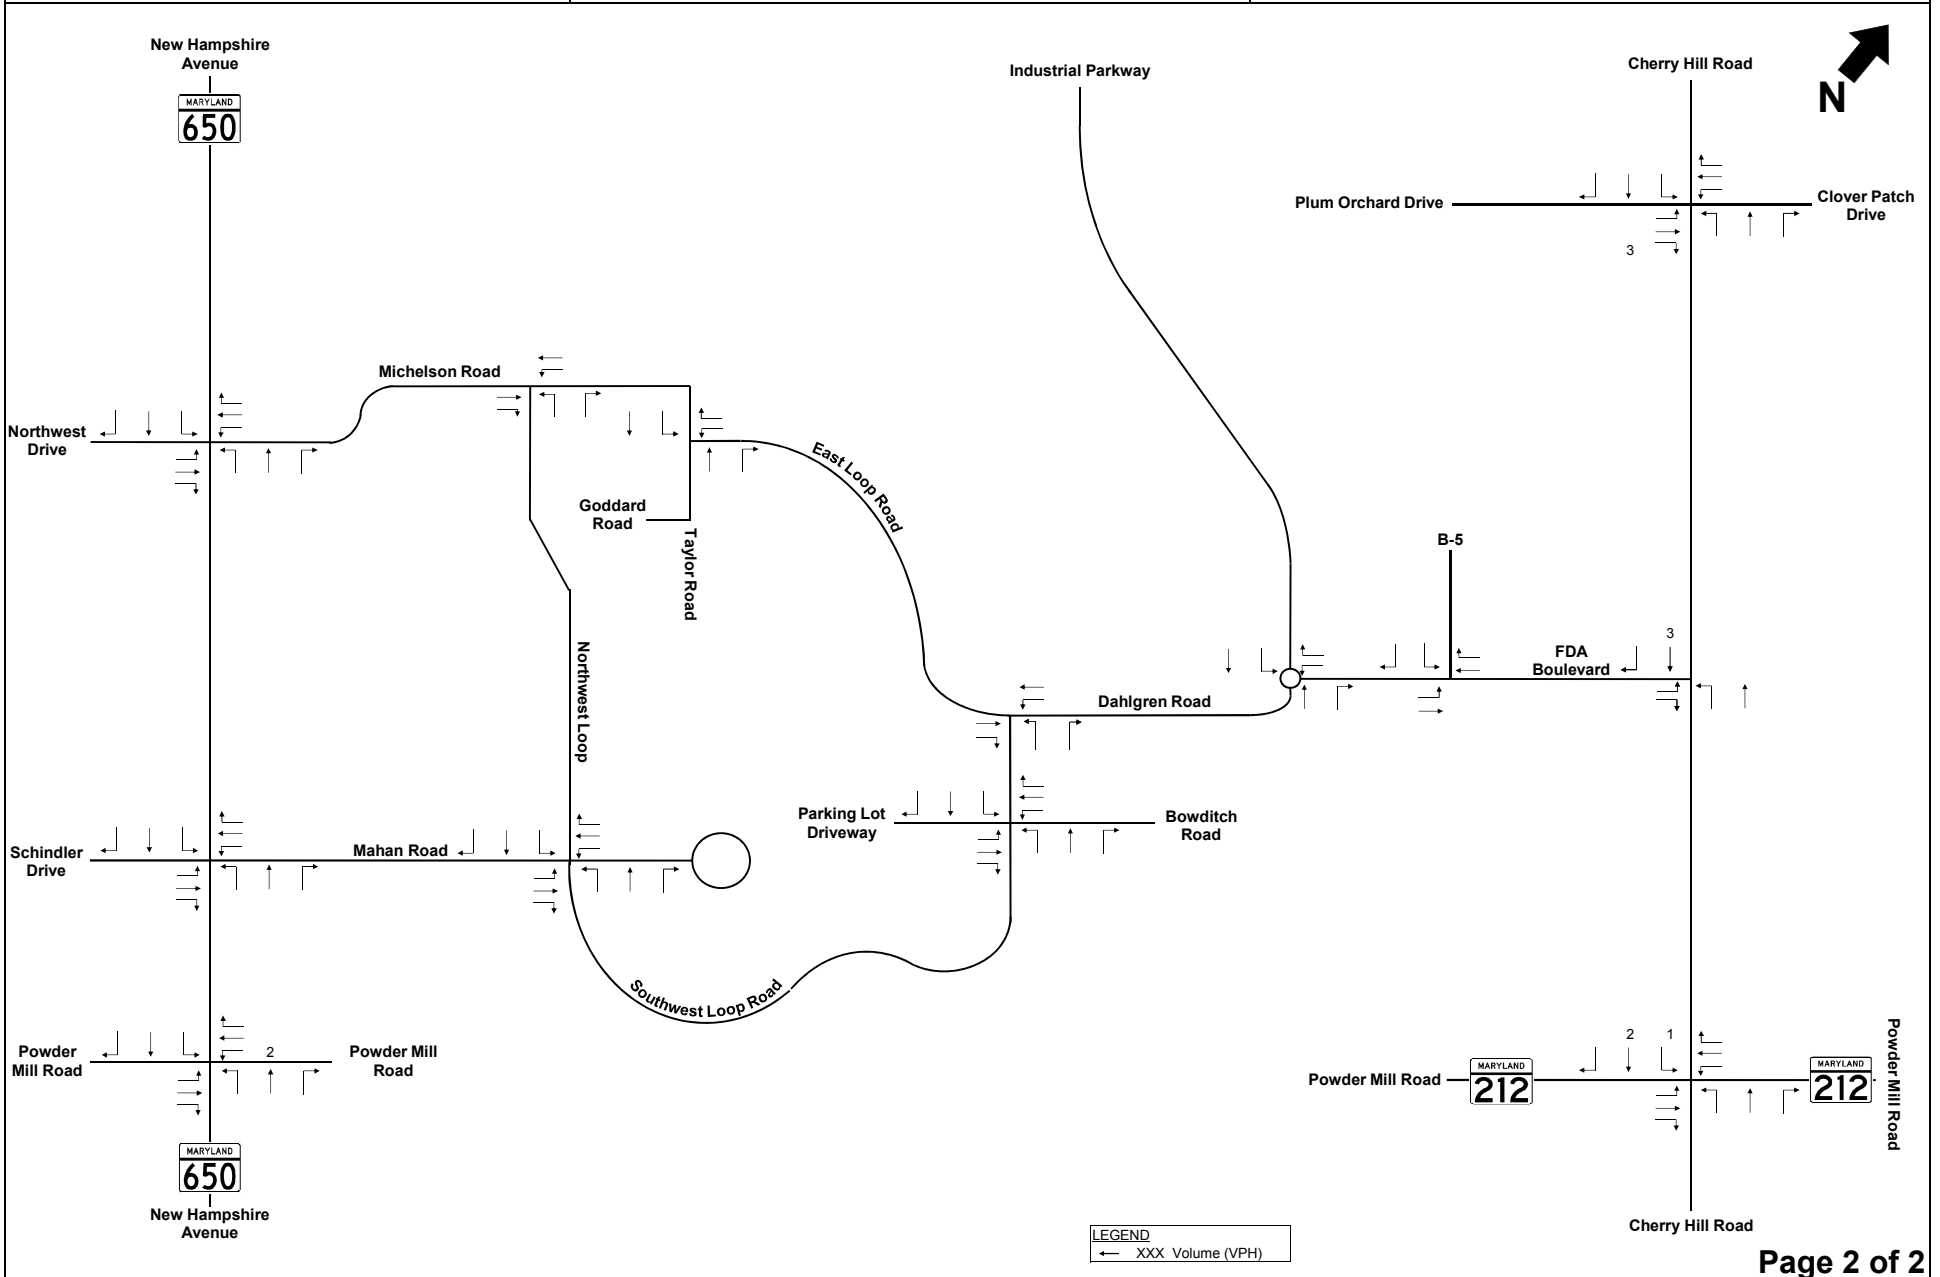 New Hampshire
Avenue
MARYLAND
650
Industrial Parkway
Cherry Hill Road
N
Plum Orchard Drive
Clover Patch
Drive
3
Michelson Road
Northwest
Drive
East Loop Road
Goddard
Road
Taylor Road
B-5
3
FDA
Boulevard
Northwest Loop
Dahlgren Road
Parking Lot
Driveway
Bowditch
Road
Schindler
Drive
Mahan Road
Southwest Loop Road
Powder
Mill Road
2
Powder Mill
Road
2
1
Powder Mill Road
MARYLAND
212
MARYLAND
212
Powder Mill Road
MARYLAND
650
New Hampshire
Avenue
Cherry Hill Road
LEGEND
XXX Volume (VPH)
Page 2 of 2